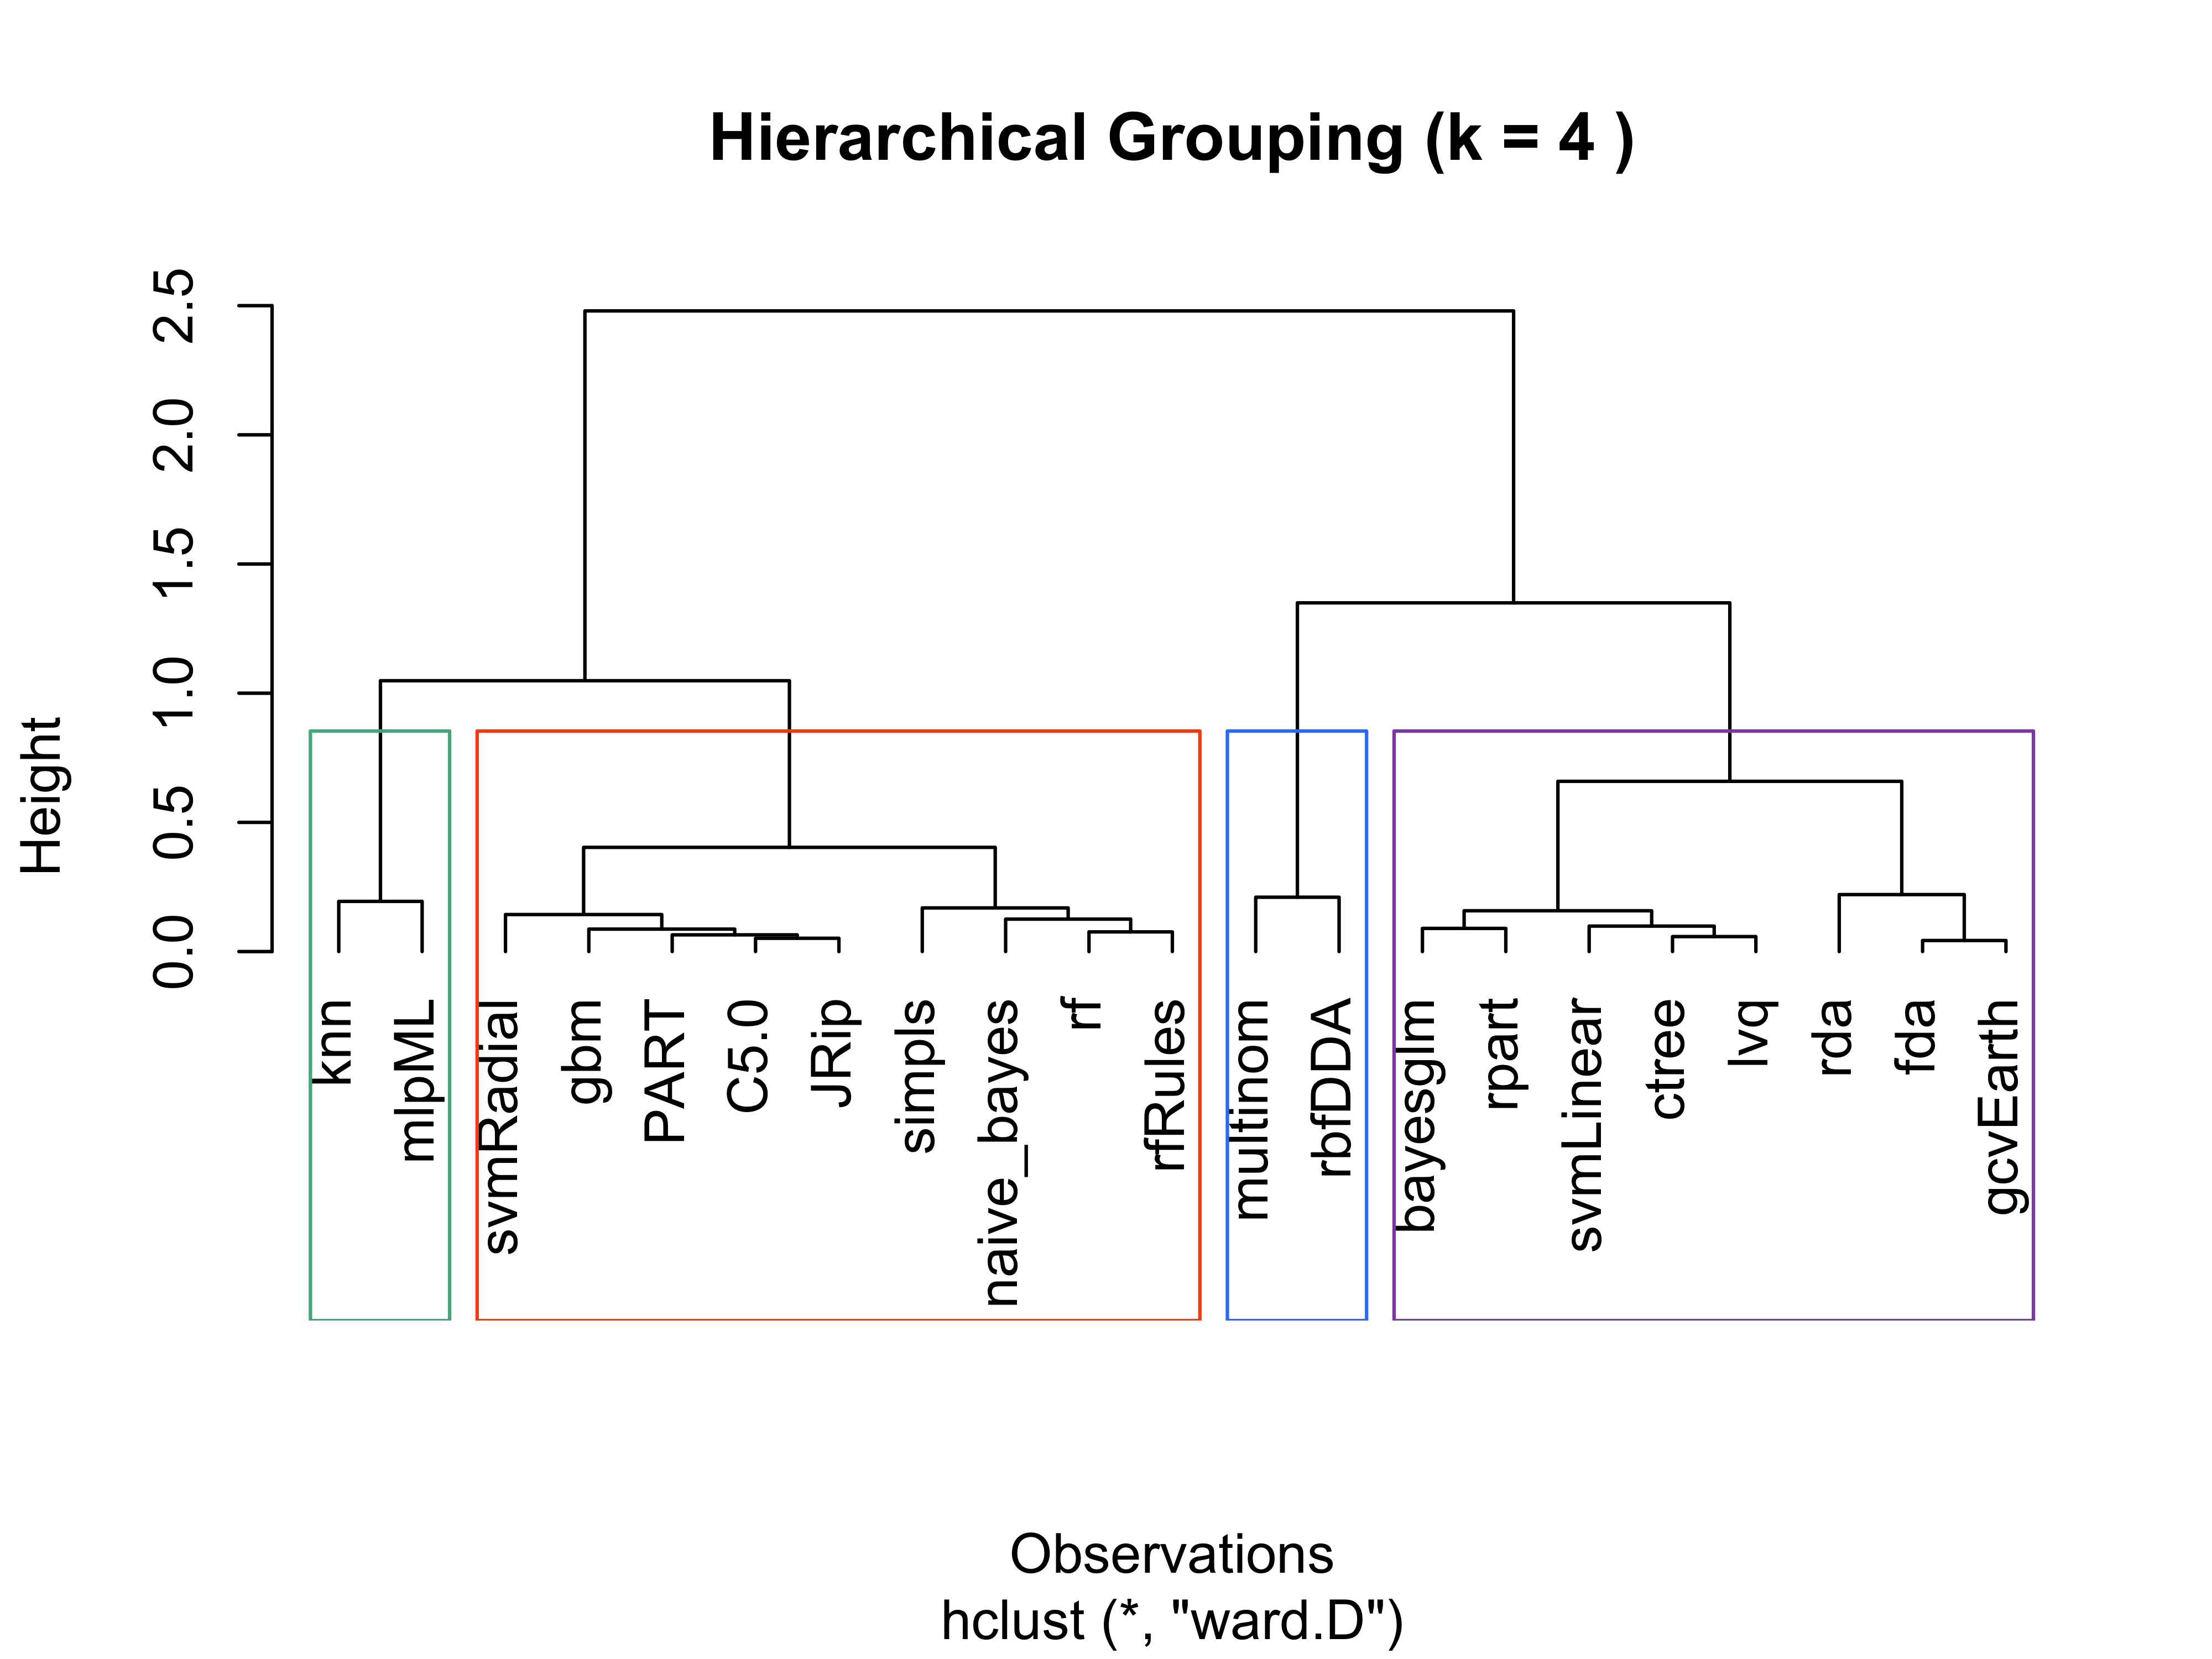 Hierarchical Grouping (k = 4 )
Height
2.5
2.0
1.5
1.0
0.5
0.0
knn
mlpML
svmRadial
gbm
PART
C5.0
JRip
simpls
naive_bayes
rf
rfRules
multinom
rbfDDA
bayesglm
rpart
svmLinear
ctree
lvq
rda
fda
gcvEarth
Observations
hclust (*, "ward.D")